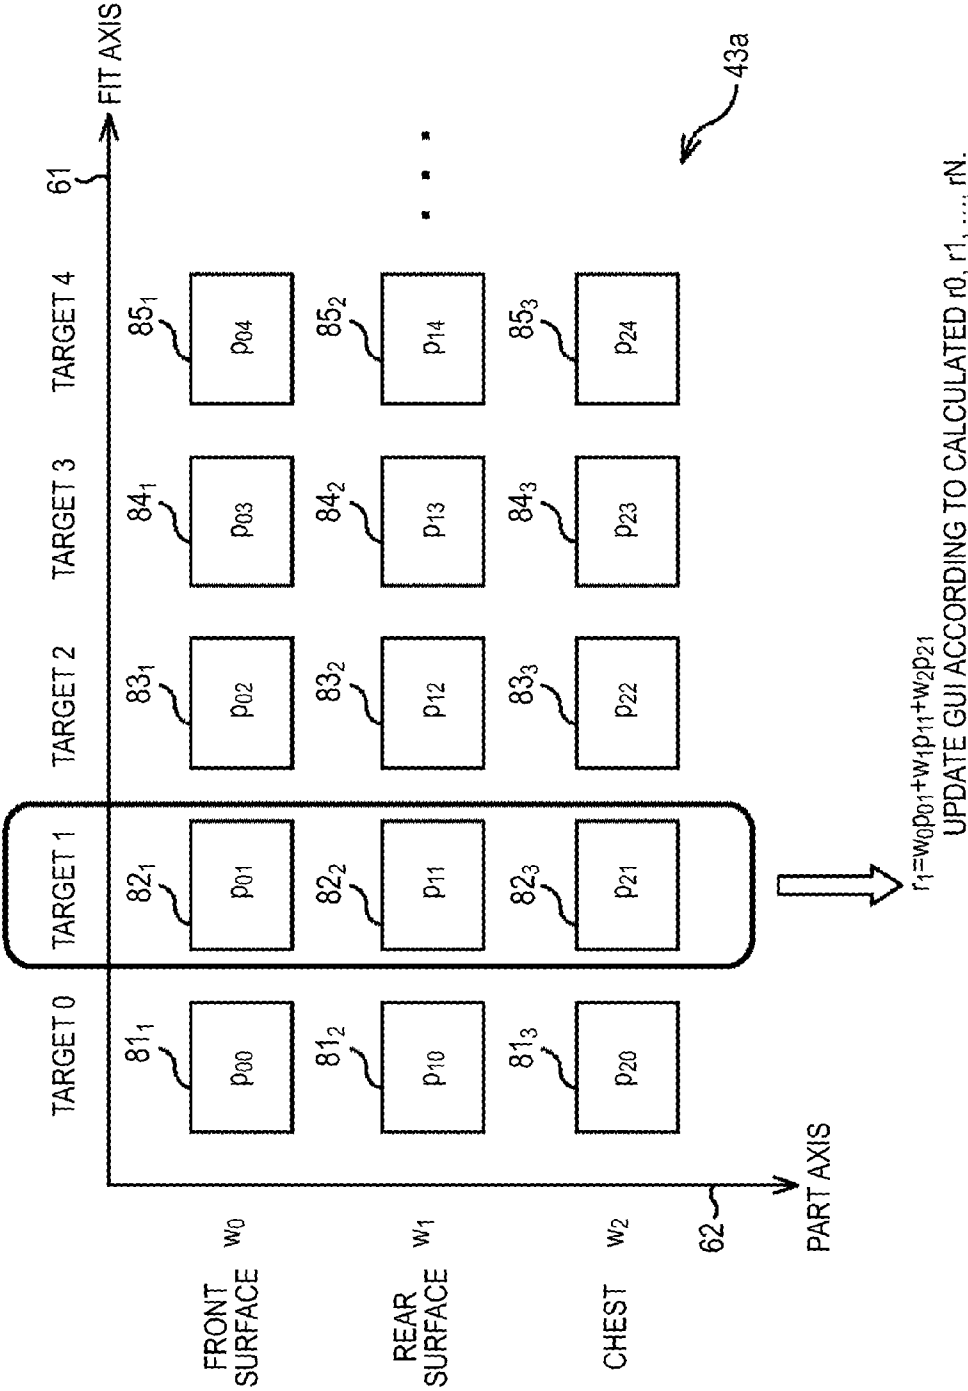 TARGET 0 TARGET 1 TARGET 2 TARGET 3 TARGET 4 61 FIT AXIS
81₁ 82₁ 83₁ 84₁ 85₁
FRONT
SURFACE w₀ p₀₀ p₀₁ p₀₂ p₀₃ p₀₄
81₂ 82₂ 83₂ 84₂ 85₂
REAR
SURFACE w₁ p₁₀ p₁₁ p₁₂ p₁₃ p₁₄ ...
81₃ 82₃ 83₃ 84₃ 85₃
CHEST w₂ p₂₀ p₂₁ p₂₂ p₂₃ p₂₄
62
43a
PART AXIS
r₁=w₀p₀₁+w₁p₁₁+w₂p₂₁
UPDATE GUI ACCORDING TO CALCULATED r0, r1, ..., rN.